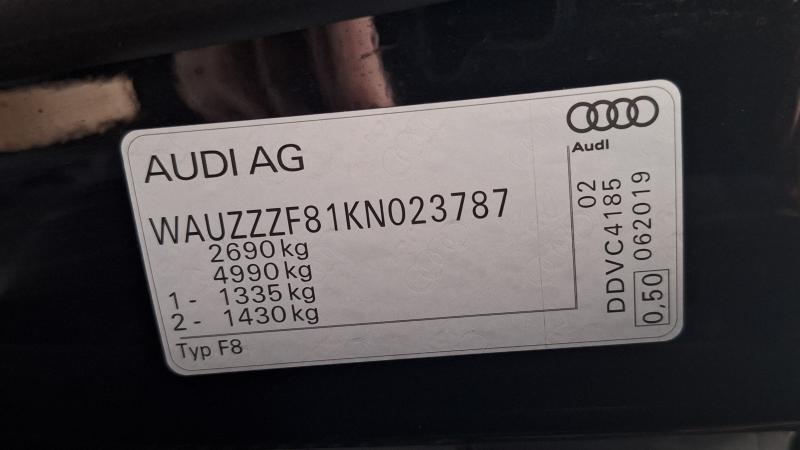 AUDI AG
WAUZZZF81KN023787
2690 kg
4990 kg
1 - 1335 kg
2 - 1430 kg
Typ F8
Audi
02
DDVC4185
0,50 062019